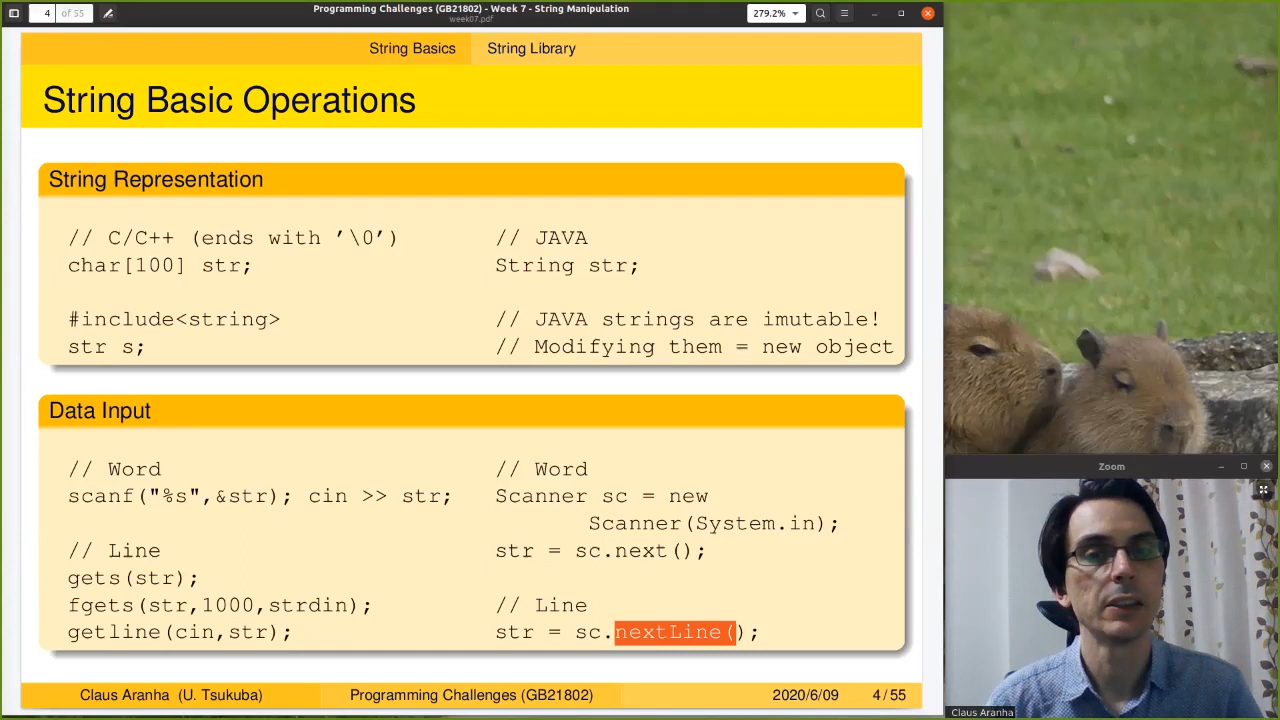 4 of 55
Programming Challenges (GB21802) - Week 7 - String Manipulation
week07.pdf
279.2%
String Basics
String Library
String Basic Operations
String Representation
// C/C++ (ends with ’\0’)
char[100] str;
#include<string>
str s;
// JAVA
String str;
// JAVA strings are imutable!
// Modifying them = new object
Data Input
// Word
scanf("%s",&str); cin >> str;
// Line
gets(str);
fgets(str,1000,strdin);
getline(cin,str);
// Word
Scanner sc = new
Scanner(System.in);
str = sc.next();
// Line
str = sc.nextLine();
Claus Aranha (U. Tsukuba)
Programming Challenges (GB21802)
2020/6/09
4 / 55
Zoom
Claus Aranha